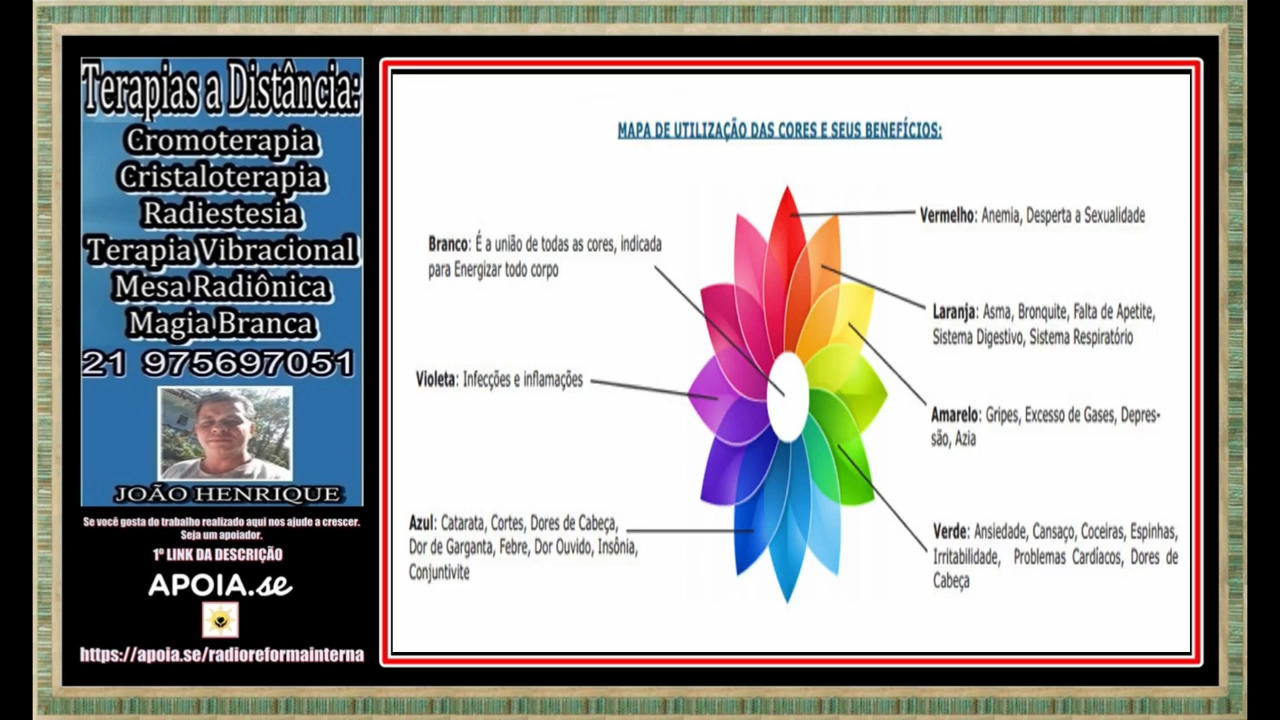 Terapias a Distância:
Cromoterapia
Cristaloterapia
Radiestesia
Terapia Vibracional
Mesa Radiônica
Magia Branca
21 975697051
JOÃO HENRIQUE
Se você gosta do trabalho realizado aqui nos ajude a crescer.
Seja um apoiador.
1º LINK DA DESCRIÇÃO
APOIA.se
https://apoia.se/radioreformainterna
MAPA DE UTILIZAÇÃO DAS CORES E SEUS BENEFÍCIOS:
Vermelho: Anemia, Desperta a Sexualidade
Branco: É a união de todas as cores, indicada
para Energizar todo corpo
Laranja: Asma, Bronquite, Falta de Apetite,
Sistema Digestivo, Sistema Respiratório
Violeta: Infecções e inflamações
Amarelo: Gripes, Excesso de Gases, Depres-
são, Azia
Azul: Catarata, Cortes, Dores de Cabeça,
Dor de Garganta, Febre, Dor Ouvido, Insônia,
Conjuntivite
Verde: Ansiedade, Cansaço, Coceiras, Espinhas,
Irritabilidade, Problemas Cardíacos, Dores de
Cabeça